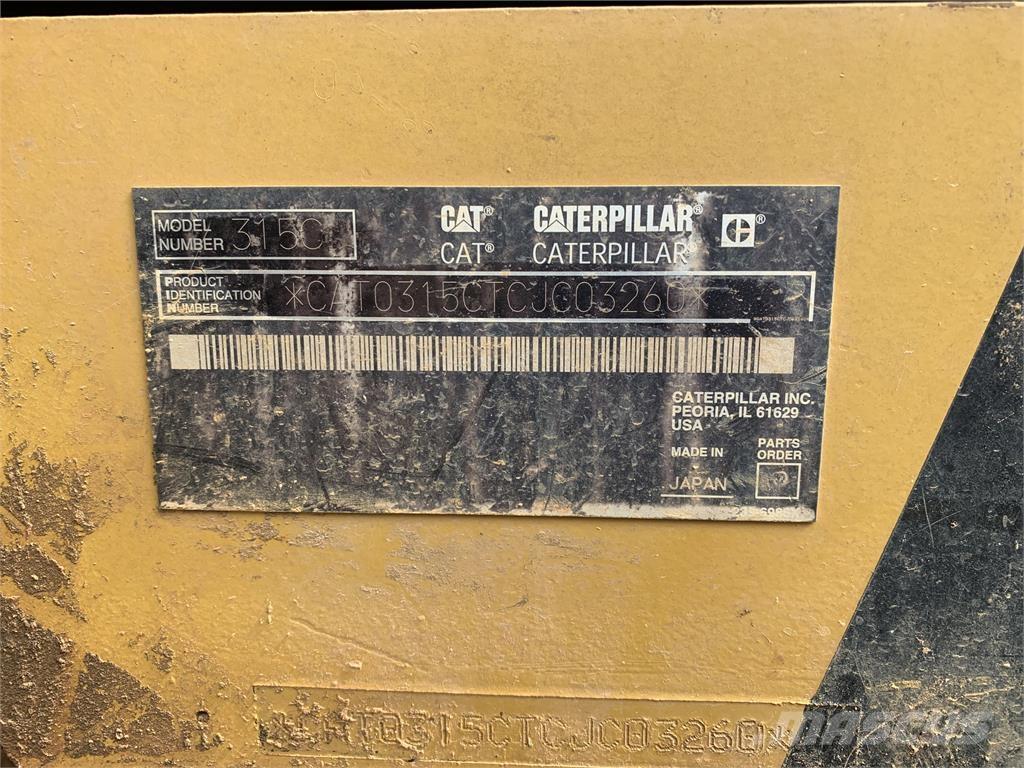 MODEL NUMBER 315C
CAT® CATERPILLAR® C®
CAT® CATERPILLAR®
PRODUCT
IDENTIFICATION
NUMBER
*CAT0315CTCJC03260*
CATERPILLAR INC.
PEORIA, IL 61629
USA
MADE IN
JAPAN
PARTS
ORDER
*CAT0315CTCJC03260*
MASCUS